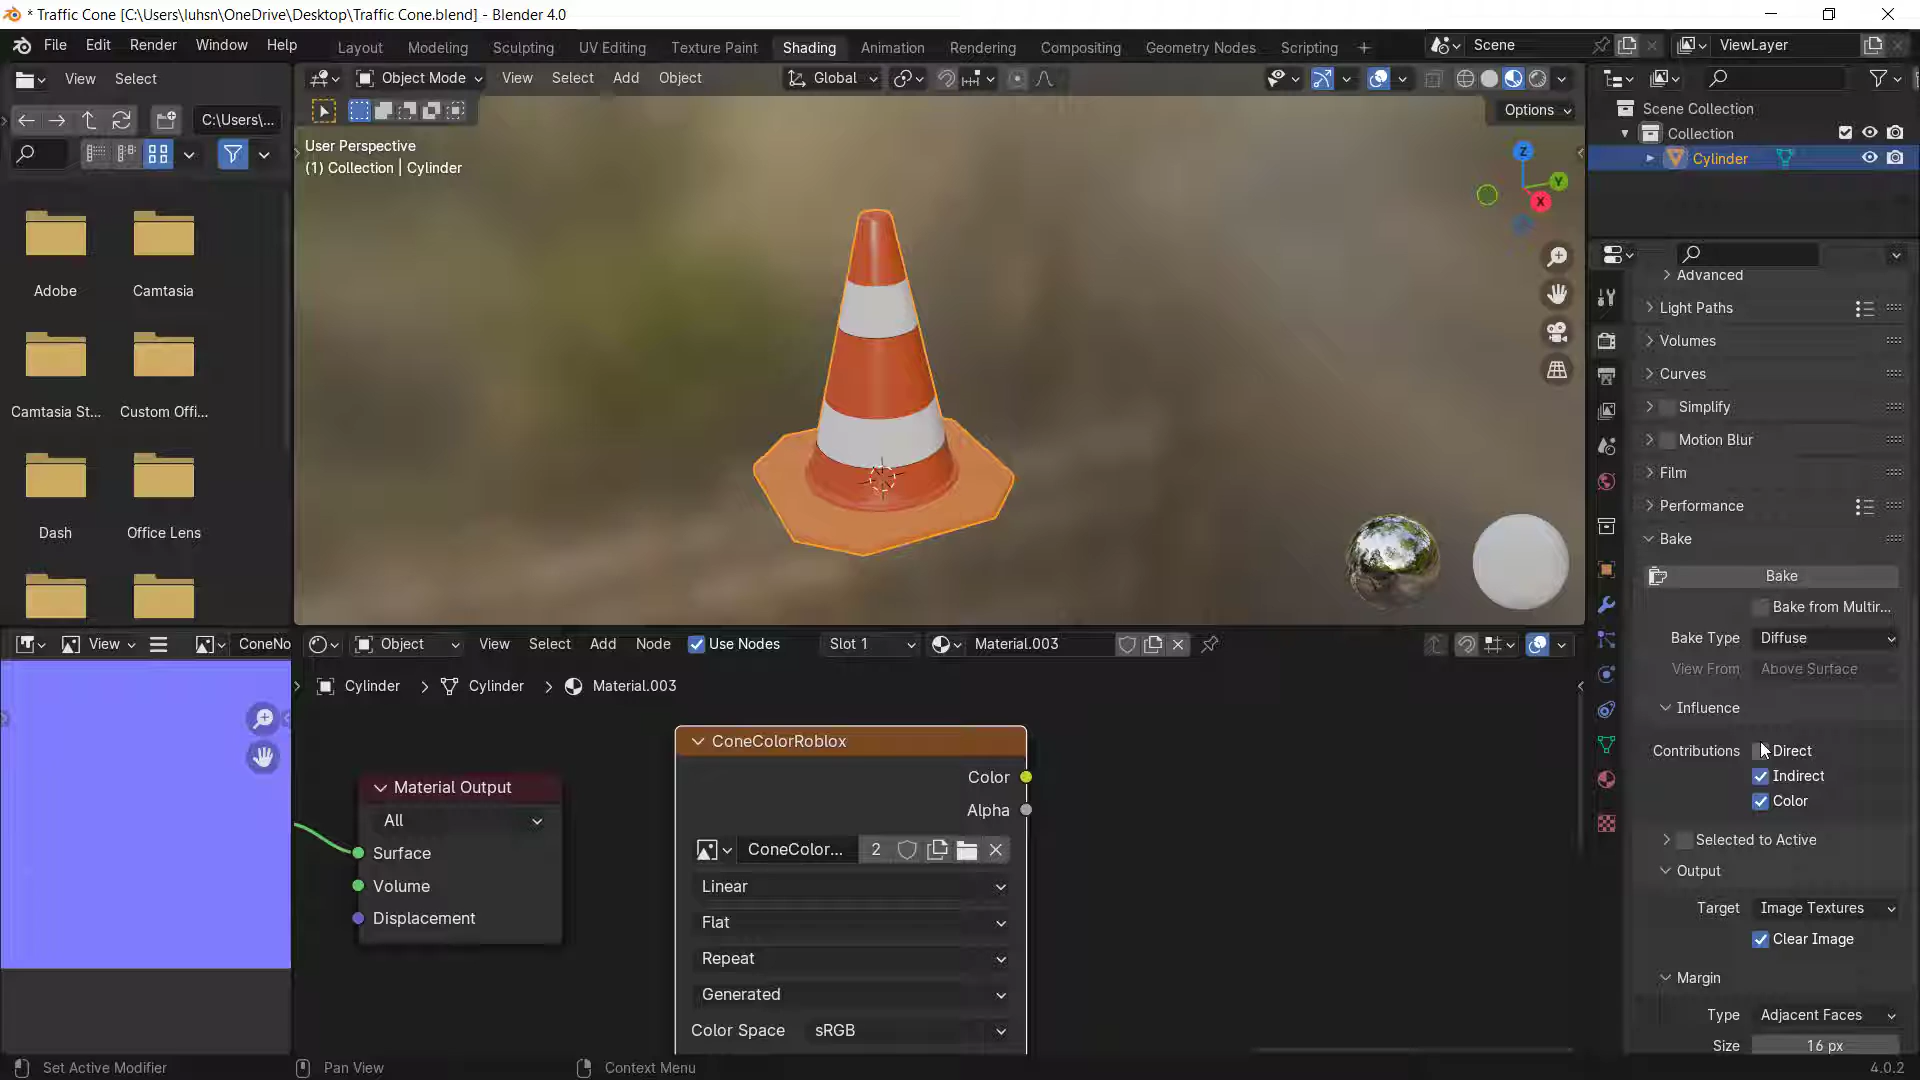 * Traffic Cone [C:\Users\luhsn\OneDrive\Desktop\Traffic Cone.blend] - Blender 4.0
File Edit Render Window Help
Layout Modeling Sculpting UV Editing Texture Paint Shading Animation Rendering Compositing Geometry Nodes Scripting +
Scene
ViewLayer
View Select
Object Mode View Select Add Object
Global
C:\Users\...
Options
User Perspective
(1) Collection | Cylinder
Z
Y
X
Scene Collection
Collection
Cylinder
Adobe
Camtasia
Camtasia St...
Custom Offi...
Dash
Office Lens
Advanced
Light Paths
Volumes
Curves
Simplify
Motion Blur
Film
Performance
Bake
Bake
Bake from Multir...
Bake Type Diffuse
View From Above Surface
Influence
Contributions Direct
Indirect
Color
Selected to Active
Output
Target Image Textures
Clear Image
Margin
Type Adjacent Faces
Size 16 px
View
ConeNo
Object View Select Add Node Use Nodes Slot 1 Material.003
Cylinder > Cylinder > Material.003
Material Output
All
Surface
Volume
Displacement
ConeColorRoblox
Color
Alpha
ConeColor... 2
Linear
Flat
Repeat
Generated
Color Space sRGB
Set Active Modifier
Pan View
Context Menu
4.0.2